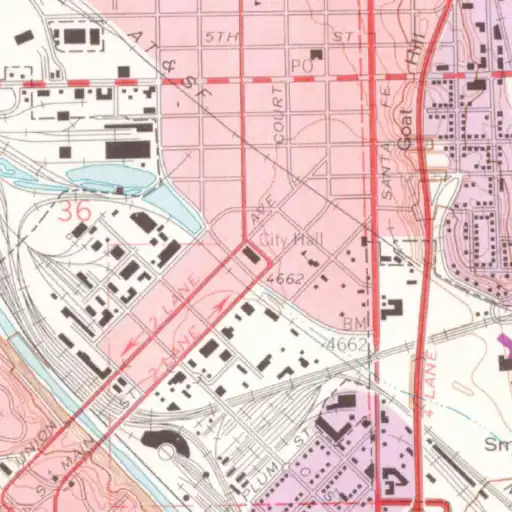 5TH ST
AT & SF
PO
COURT
SANTA FE
Goat Hill
36
AVE
City Hall
4662
2 LANE
2 LANE
BM
4662
4 LANE
UNION
S MAIN ST
PLUM ST
Sm